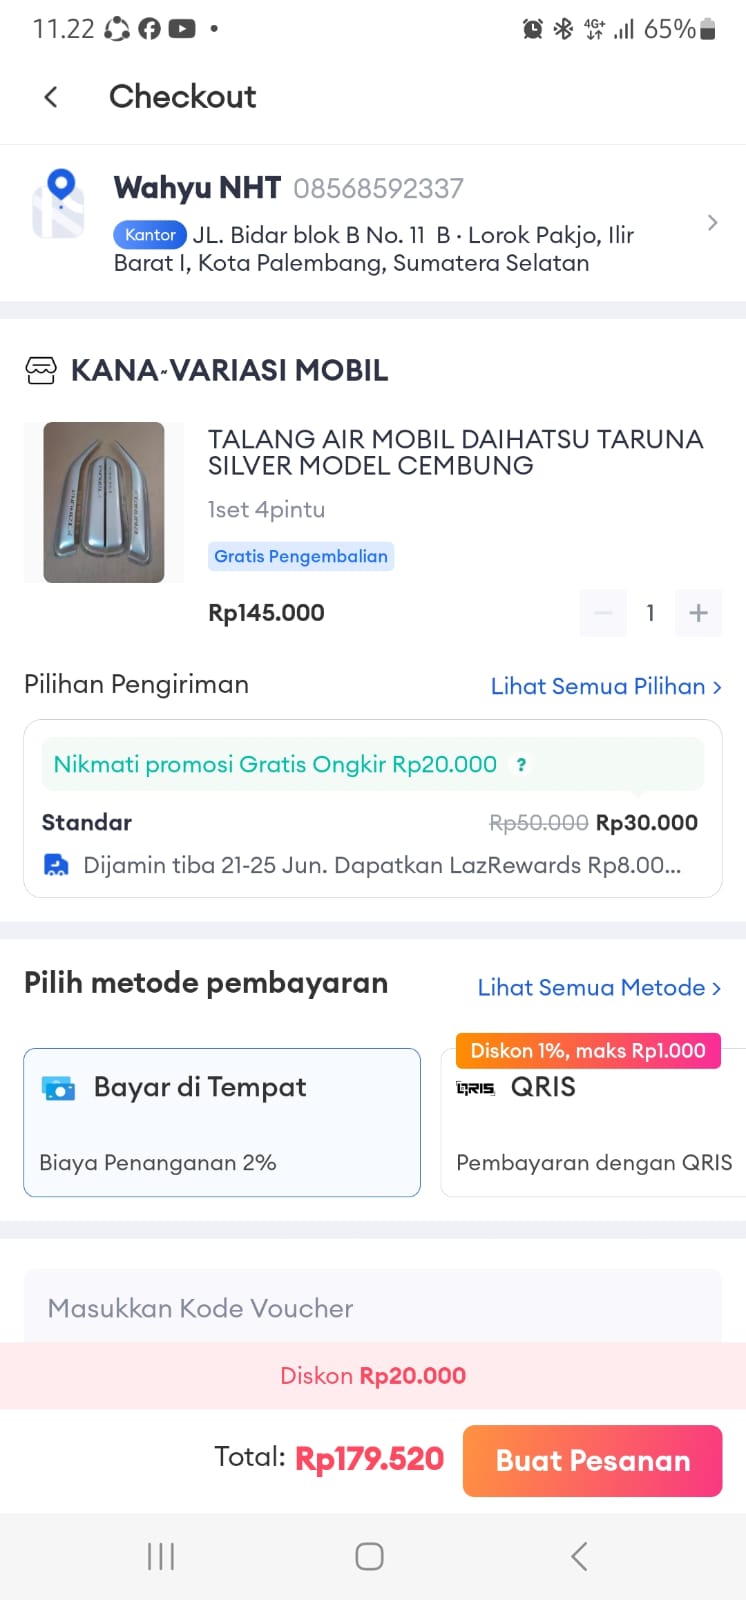 11.22
4G+
65%
Checkout
Wahyu NHT 08568592337
Kantor JL. Bidar blok B No. 11 B · Lorok Pakjo, Ilir
Barat I, Kota Palembang, Sumatera Selatan
KANA-VARIASI MOBIL
TALANG AIR MOBIL DAIHATSU TARUNA
SILVER MODEL CEMBUNG
1set 4pintu
Gratis Pengembalian
Rp145.000
1
Pilihan Pengiriman
Lihat Semua Pilihan >
Nikmati promosi Gratis Ongkir Rp20.000 ?
Standar
Rp50.000 Rp30.000
Dijamin tiba 21-25 Jun. Dapatkan LazRewards Rp8.00...
Pilih metode pembayaran
Lihat Semua Metode >
Diskon 1%, maks Rp1.000
Bayar di Tempat
QRIS QRIS
Biaya Penanganan 2%
Pembayaran dengan QRIS
Masukkan Kode Voucher
Diskon Rp20.000
Total: Rp179.520
Buat Pesanan